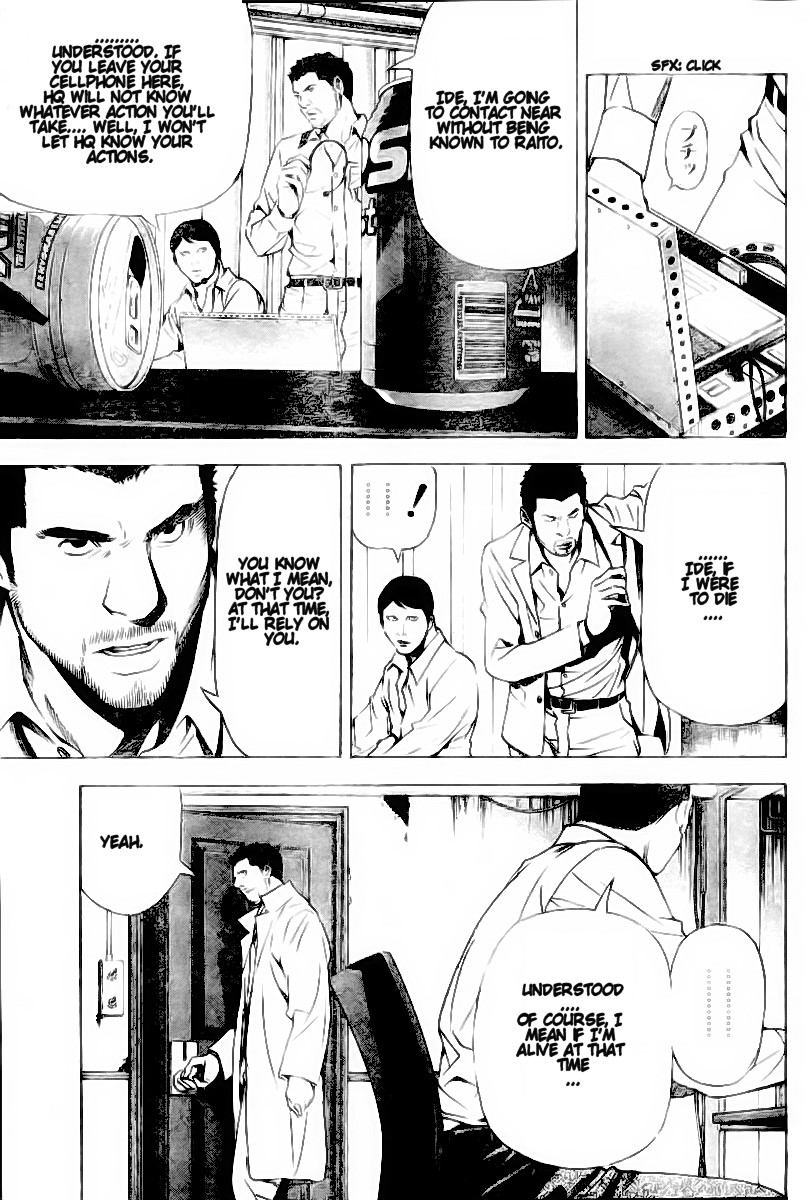 SFX: CLICK
プチッ
IDE, I'M GOING
TO CONTACT NEAR
WITHOUT BEING
KNOWN TO RAITO.
.........
UNDERSTOOD. IF
YOU LEAVE YOUR
CELLPHONE HERE,
HQ WILL NOT KNOW
WHATEVER ACTION YOU'LL
TAKE.... WELL, I WON'T
LET HQ KNOW YOUR
ACTIONS.
......
IDE, IF
I WERE
TO DIE
....
!
YOU KNOW
WHAT I MEAN,
DON'T YOU?
AT THAT TIME,
I'LL RELY ON
YOU.
UNDERSTOOD
....
OF COURSE, I
MEAN IF I'M
ALIVE AT THAT
TIME
...
YEAH.